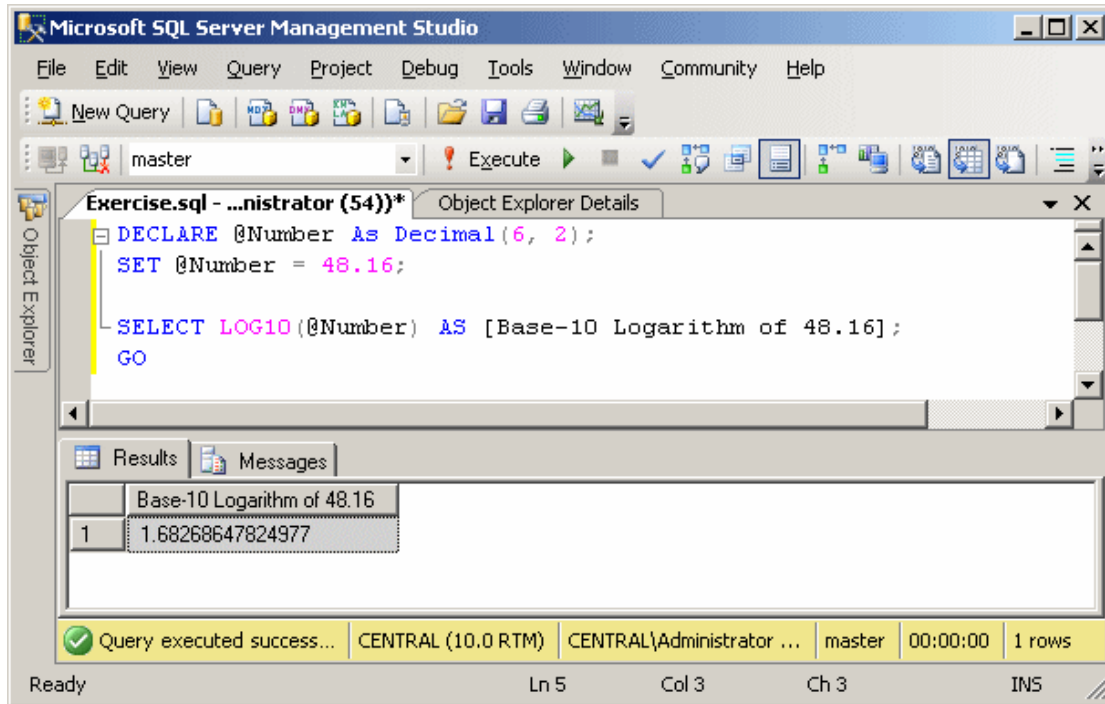 Microsoft SQL Server Management Studio
File Edit View Query Project Debug Tools Window Community Help
New Query
master Execute
Exercise.sql - ...nistrator (54))* Object Explorer Details
Object Explorer
DECLARE @Number As Decimal(6, 2);
SET @Number = 48.16;
SELECT LOG10(@Number) AS [Base-10 Logarithm of 48.16];
GO
Results Messages
Base-10 Logarithm of 48.16
1 1.68268647824977
Query executed success... CENTRAL (10.0 RTM) CENTRAL\Administrator ... master 00:00:00 1 rows
Ready Ln 5 Col 3 Ch 3 INS